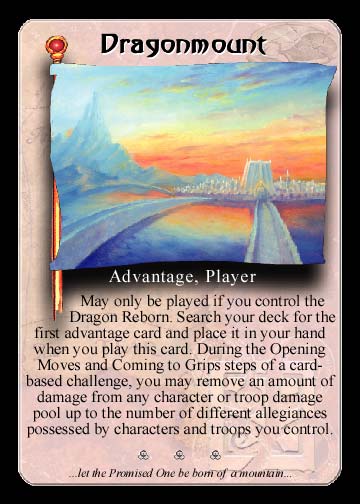 Dragonmount
Advantage, Player
May only be played if you control the
Dragon Reborn. Search your deck for the
first advantage card and place it in your hand
when you play this card. During the Opening
Moves and Coming to Grips steps of a card-
based challenge, you may remove an amount of
damage from any character or troop damage
pool up to the number of different allegiances
possessed by characters and troops you control.
...let the Promised One be born of a mountain...